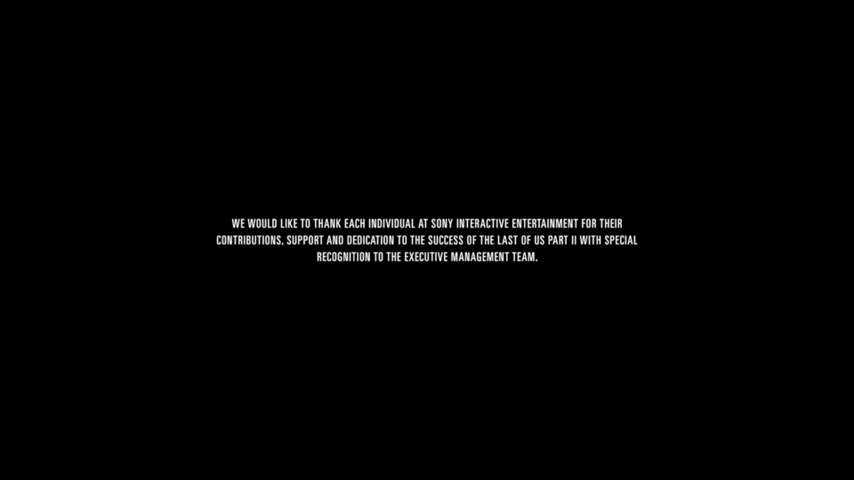 WE WOULD LIKE TO THANK EACH INDIVIDUAL AT SONY INTERACTIVE ENTERTAINMENT FOR THEIR
CONTRIBUTIONS, SUPPORT AND DEDICATION TO THE SUCCESS OF THE LAST OF US PART II WITH SPECIAL
RECOGNITION TO THE EXECUTIVE MANAGEMENT TEAM.